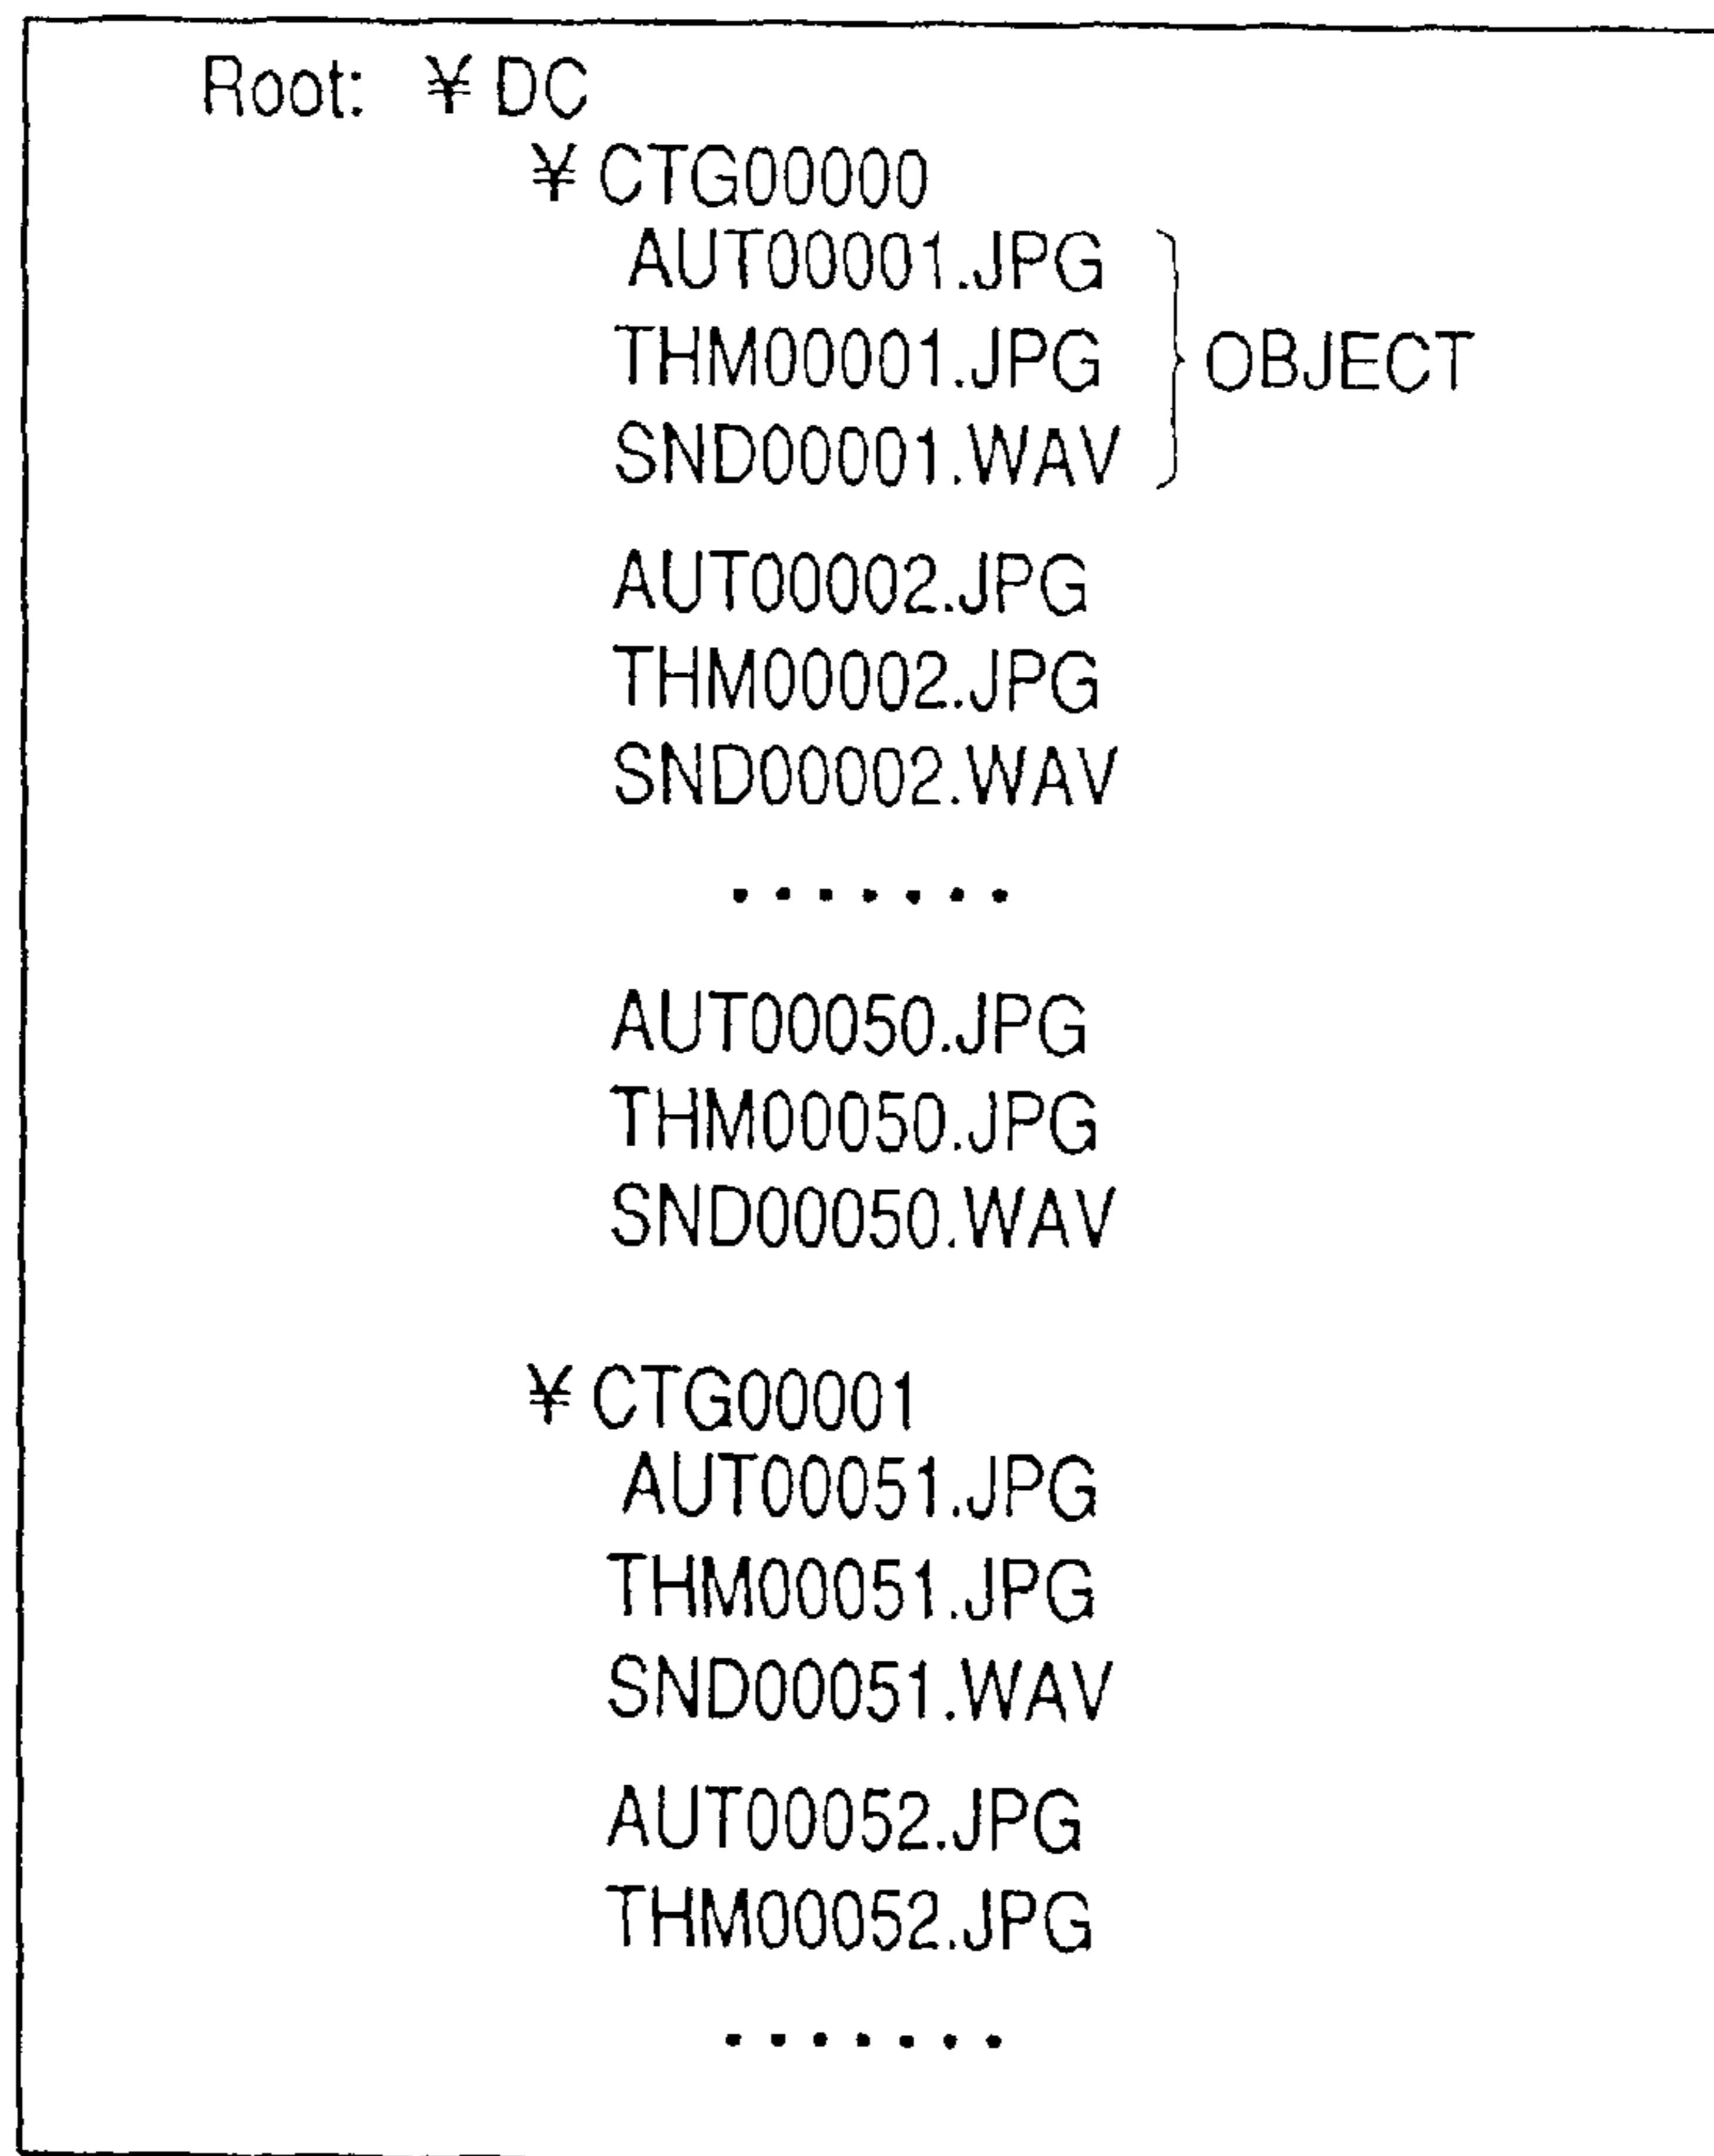 Root: ¥DC
¥CTG00000
AUT00001.JPG
THM00001.JPG
SND00001.WAV
OBJECT
AUT00002.JPG
THM00002.JPG
SND00002.WAV
.......
AUT00050.JPG
THM00050.JPG
SND00050.WAV
¥CTG00001
AUT00051.JPG
THM00051.JPG
SND00051.WAV
AUT00052.JPG
THM00052.JPG
.......